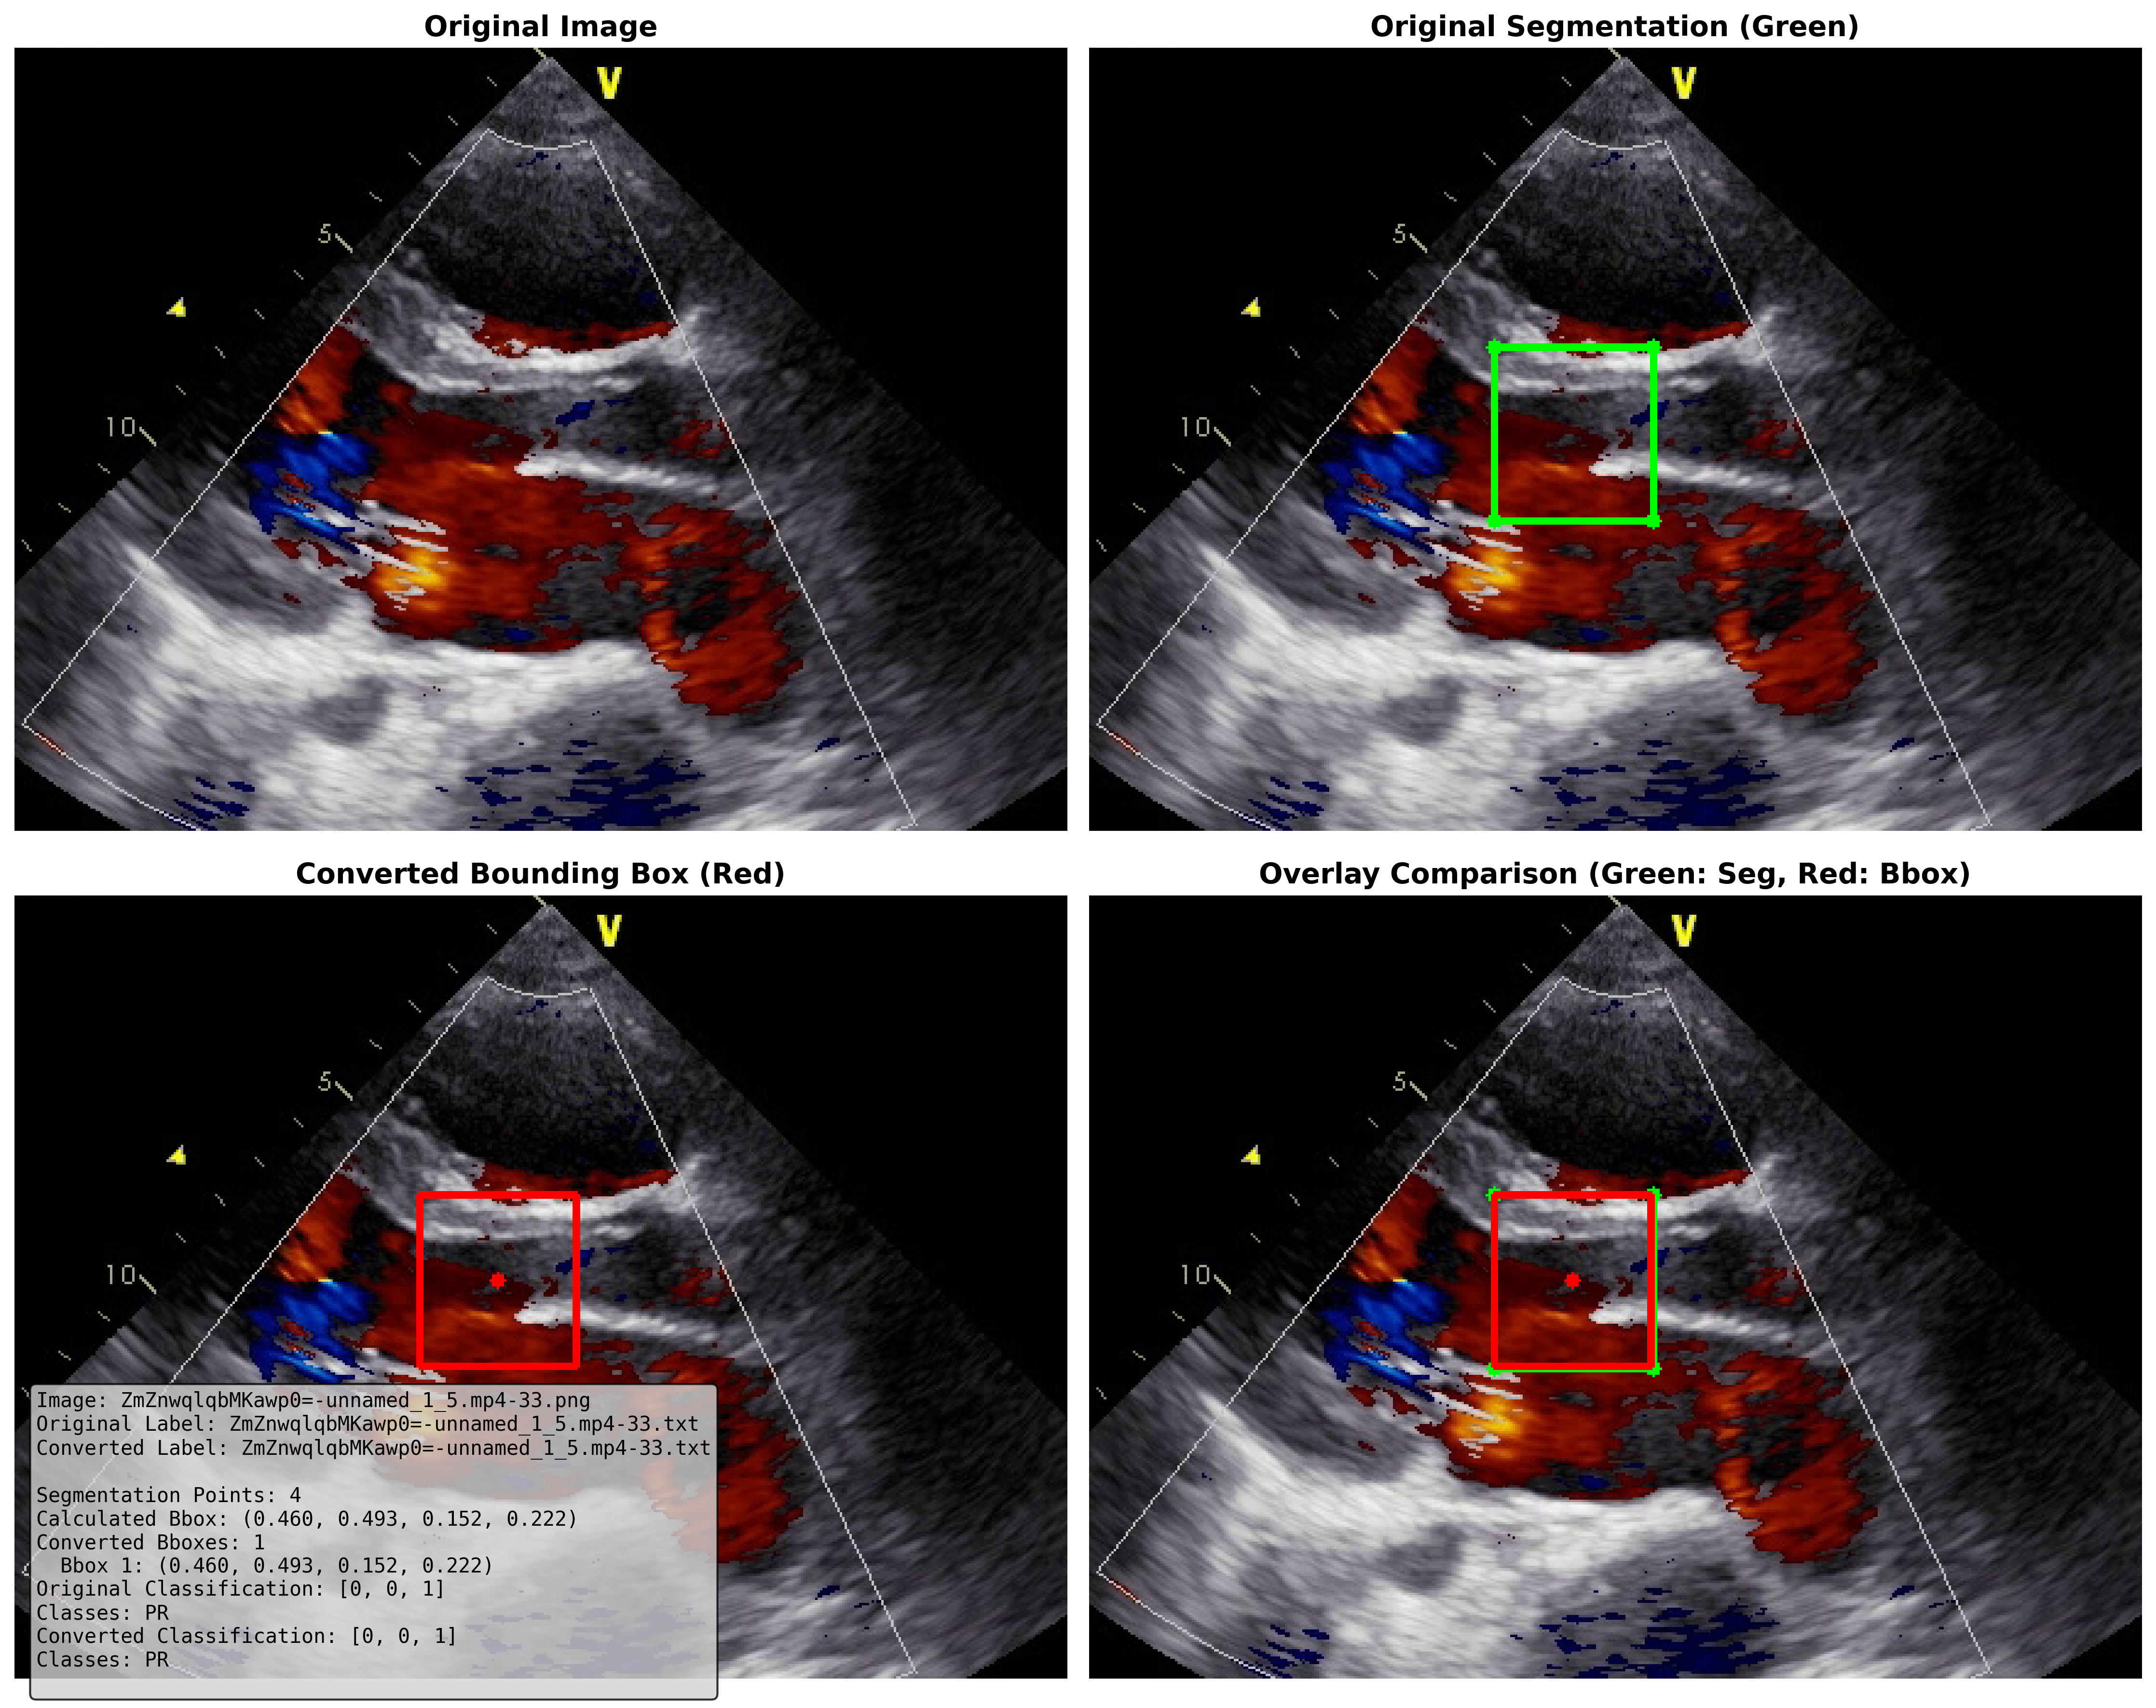 Original Image
Original Segmentation (Green)
V
5
10
V
5
10
Converted Bounding Box (Red)
Overlay Comparison (Green: Seg, Red: Bbox)
V
5
10
V
5
10
Image: ZmZnwqlqbMKawp0=-unnamed_1_5.mp4-33.png
Original Label: ZmZnwqlqbMKawp0=-unnamed_1_5.mp4-33.txt
Converted Label: ZmZnwqlqbMKawp0=-unnamed_1_5.mp4-33.txt
Segmentation Points: 4
Calculated Bbox: (0.460, 0.493, 0.152, 0.222)
Converted Bboxes: 1
Bbox 1: (0.460, 0.493, 0.152, 0.222)
Original Classification: [0, 0, 1]
Classes: PR
Converted Classification: [0, 0, 1]
Classes: PR